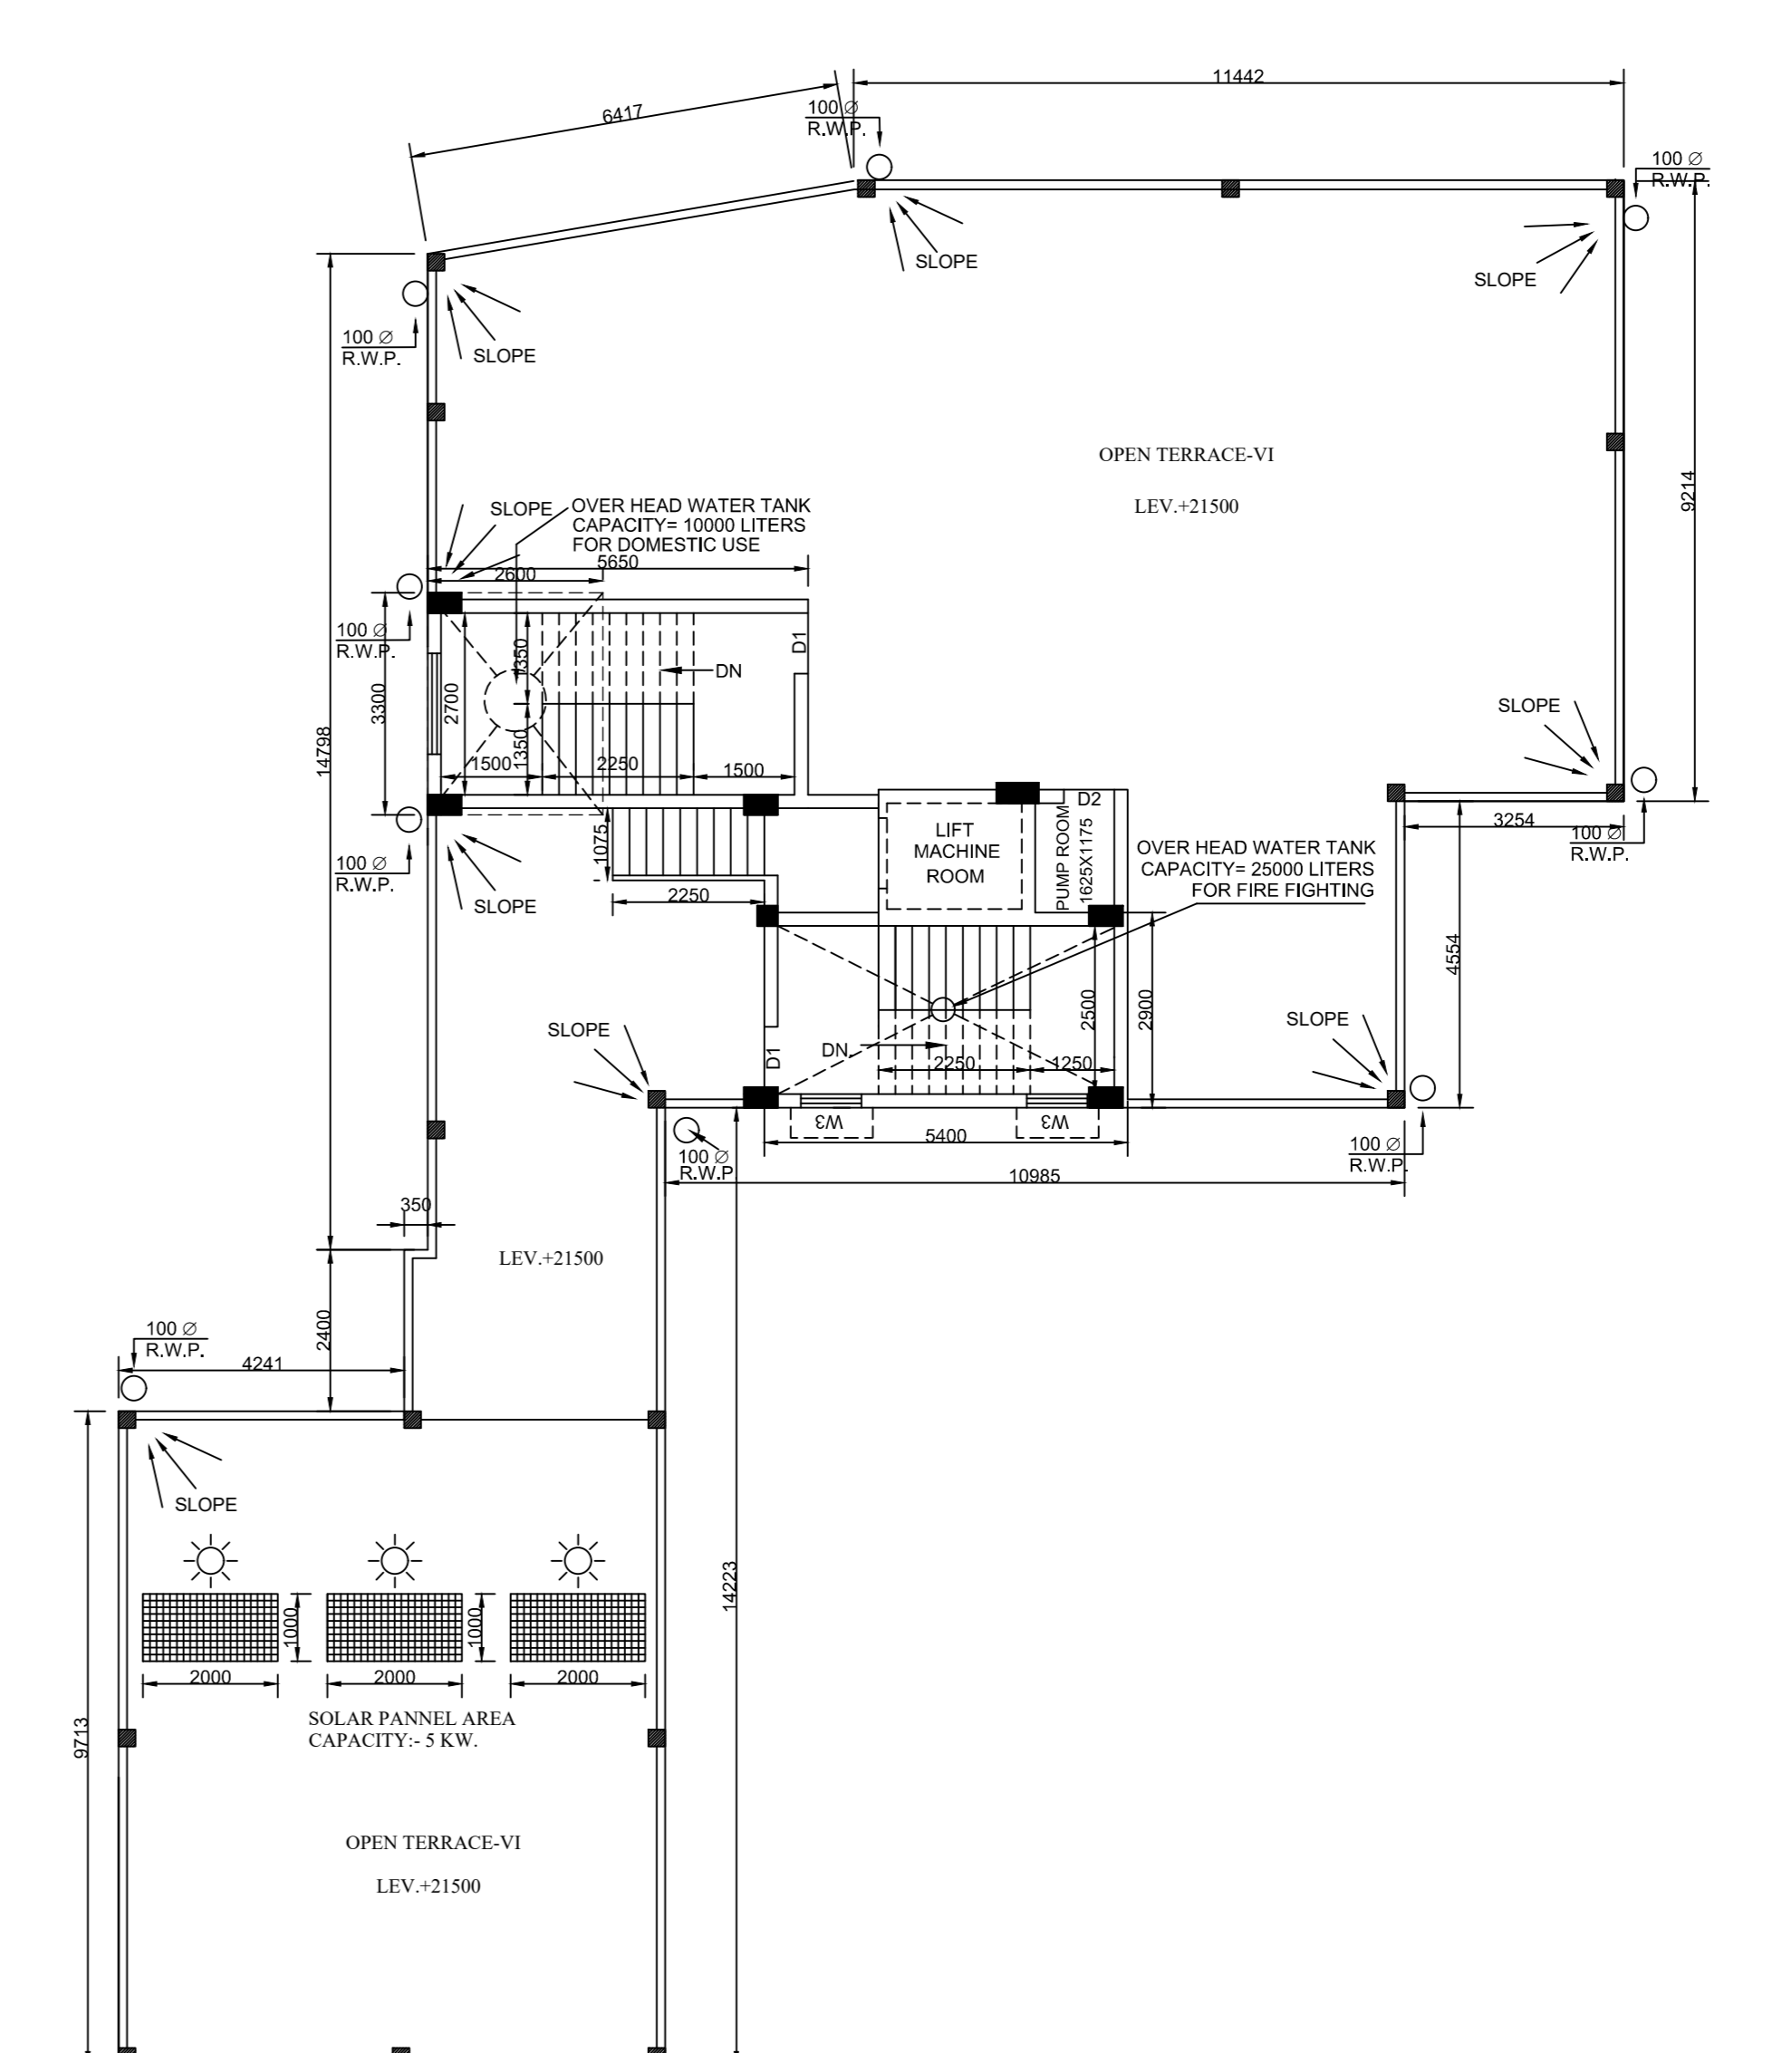 11442
6417
100 ∅
R.W.P.
100 ∅
R.W.P.
SLOPE
SLOPE
100 ∅
R.W.P.
SLOPE
OPEN TERRACE-VI
LEV.+21500
9214
SLOPE
OVER HEAD WATER TANK
CAPACITY= 10000 LITERS
FOR DOMESTIC USE
5650
2600
100 ∅
R.W.P.
D1
1350
DN
3300
2700
14798
1350
1500
2250
1500
SLOPE
D2
LIFT
MACHINE
ROOM
PUMP ROOM
1625X1175
3254
100 ∅
R.W.P.
OVER HEAD WATER TANK
CAPACITY= 25000 LITERS
FOR FIRE FIGHTING
1075
100 ∅
R.W.P.
2250
SLOPE
4554
2500
2900
SLOPE
SLOPE
D1
DN.
2250
1250
W3
W3
5400
100 ∅
R.W.P
100 ∅
R.W.P.
10985
350
LEV.+21500
2400
100 ∅
R.W.P.
4241
SLOPE
1000
1000
14223
2000
2000
2000
SOLAR PANNEL AREA
CAPACITY:- 5 KW.
9713
OPEN TERRACE-VI
LEV.+21500